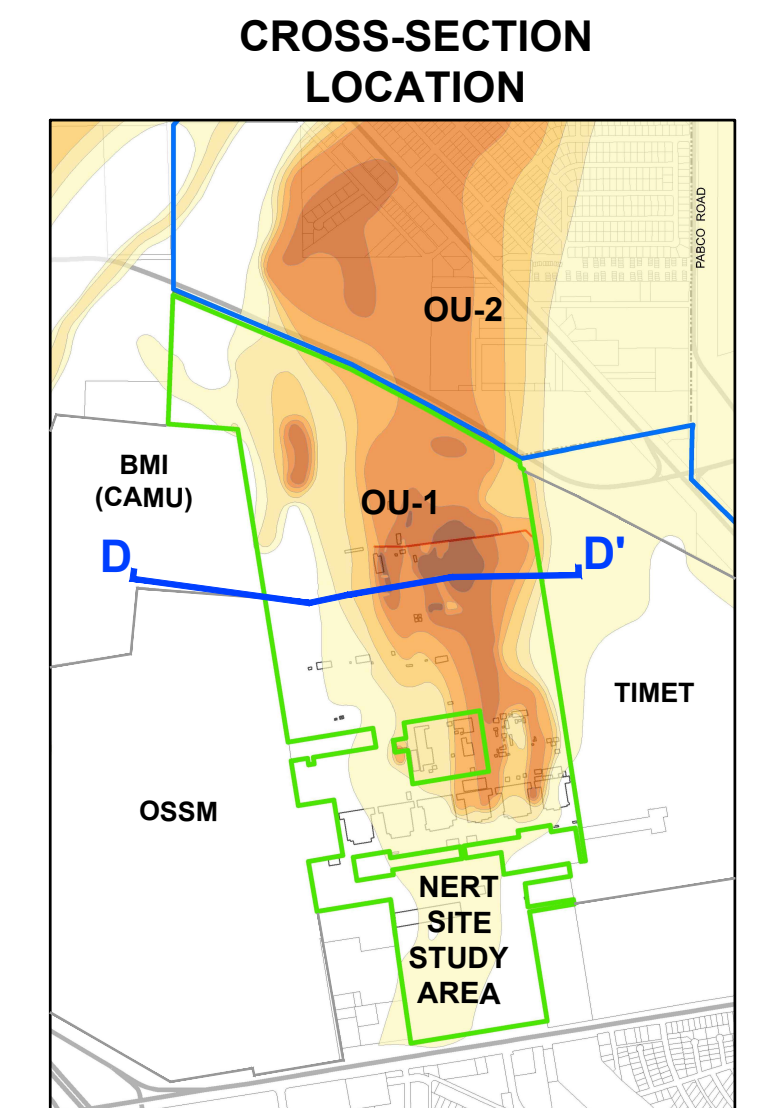 CROSS-SECTION
LOCATION
PABCO ROAD
OU-2
BMI
(CAMU)
OU-1
D
D'
TIMET
OSSM
NERT
SITE
STUDY
AREA